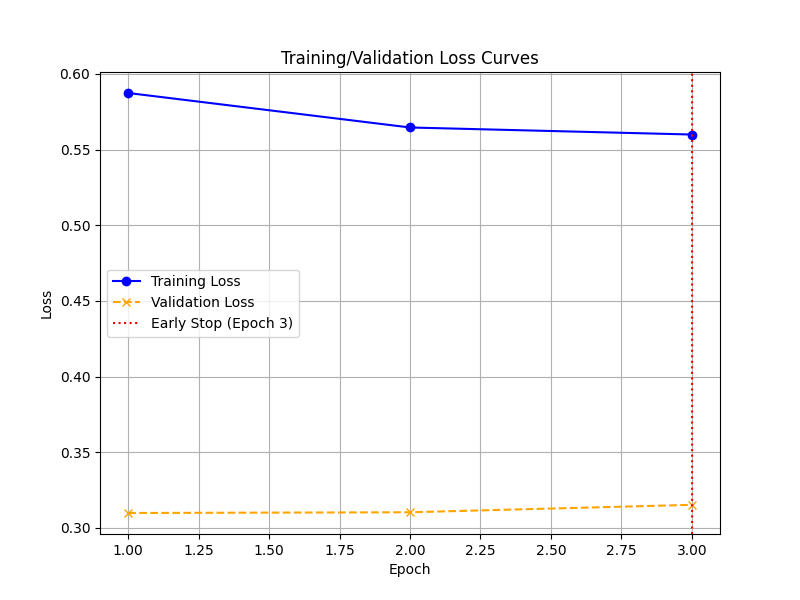 Training/Validation Loss Curves
0.60
0.55
0.50
0.45
0.40
0.35
0.30
Loss
Training Loss
Validation Loss
Early Stop (Epoch 3)
1.00 1.25 1.50 1.75 2.00 2.25 2.50 2.75 3.00
Epoch